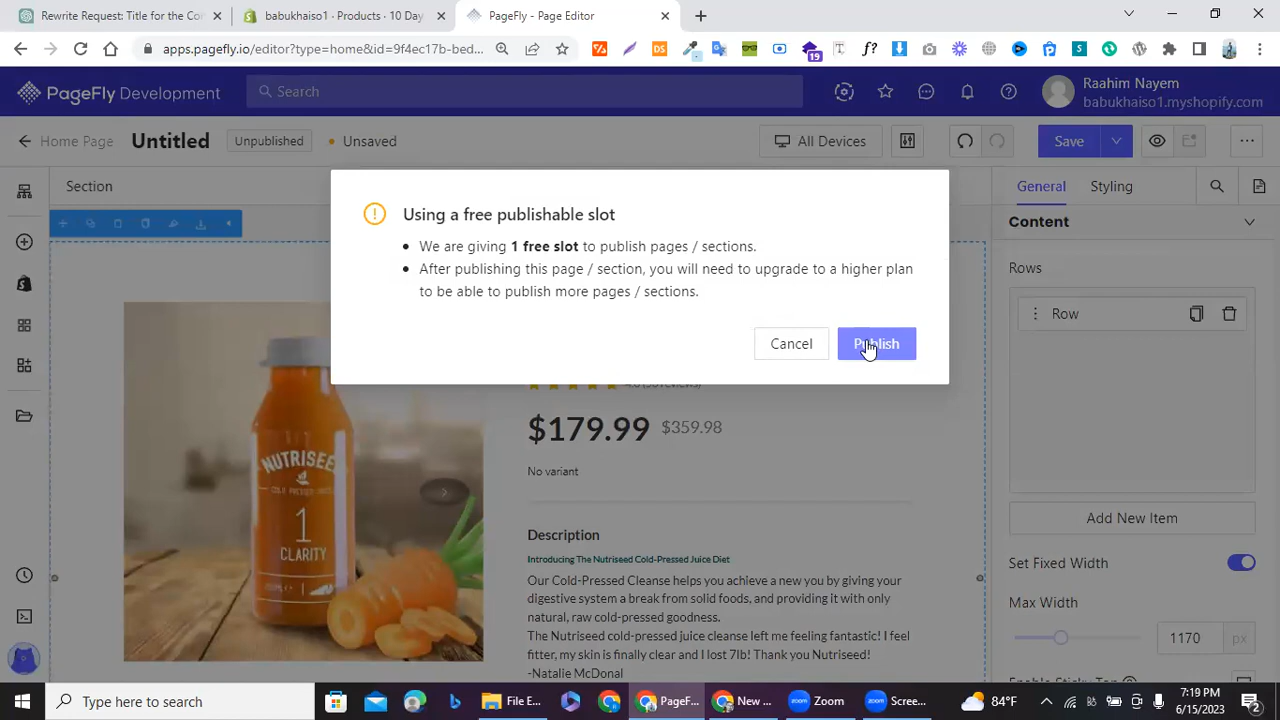 Rewrite Request: Title for the Co
babukhaiso1 · Products · 10 Day
PageFly - Page Editor
apps.pagefly.io/editor?type=home&id=9f4ec17b-bed...
19
PageFly Development
Search
Raahim Nayem
babukhaiso1.myshopify.com
Home Page
Untitled
Unpublished
Unsaved
All Devices
Save
Section
General
Styling
Using a free publishable slot
We are giving 1 free slot to publish pages / sections.
After publishing this page / section, you will need to upgrade to a higher plan
to be able to publish more pages / sections.
Cancel
Publish
Content
Rows
Row
Add New Item
Set Fixed Width
Max Width
1170 px
$179.99 $359.98
No variant
Description
Introducing The Nutriseed Cold-Pressed Juice Diet
Our Cold-Pressed Cleanse helps you achieve a new you by giving your
digestive system a break from solid foods, and providing it with only
natural, raw cold-pressed goodness.
The Nutriseed cold-pressed juice cleanse left me feeling fantastic! I feel
fitter, my skin is finally clear and I lost 7lb! Thank you Nutriseed!
-Natalie McDonal
NUTRISEE
COLD PRESSED JUICE
1
CLARITY
Type here to search
File E...
PageF...
New ...
Zoom
Scree...
84°F
7:19 PM
6/15/2023